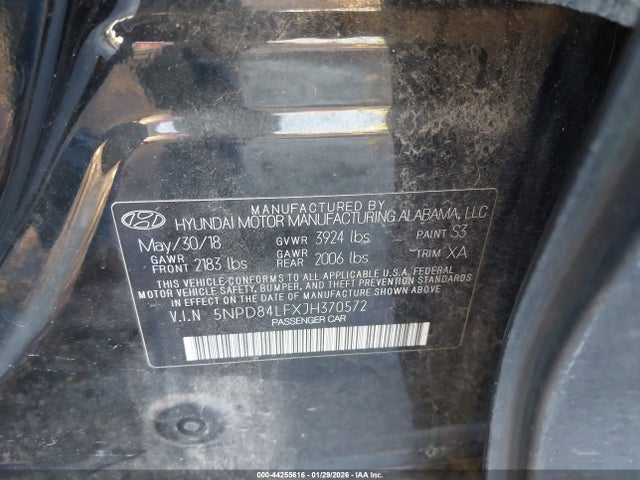 MANUFACTURED BY
HYUNDAI MOTOR MANUFACTURING ALABAMA, LLC
May/30/18 GVWR 3924 lbs PAINT S3
GAWR FRONT 2183 lbs GAWR REAR 2006 lbs TRIM XA
THIS VEHICLE CONFORMS TO ALL APPLICABLE U.S.A. FEDERAL
MOTOR VEHICLE SAFETY, BUMPER, AND THEFT PREVENTION
STANDARDS IN EFFECT ON THE DATE OF MANUFACTURE SHOWN ABOVE.
V.I.N 5NPD84LFXJH370572
PASSENGER CAR
000-44255616 - 01/29/2026 - IAA Inc.